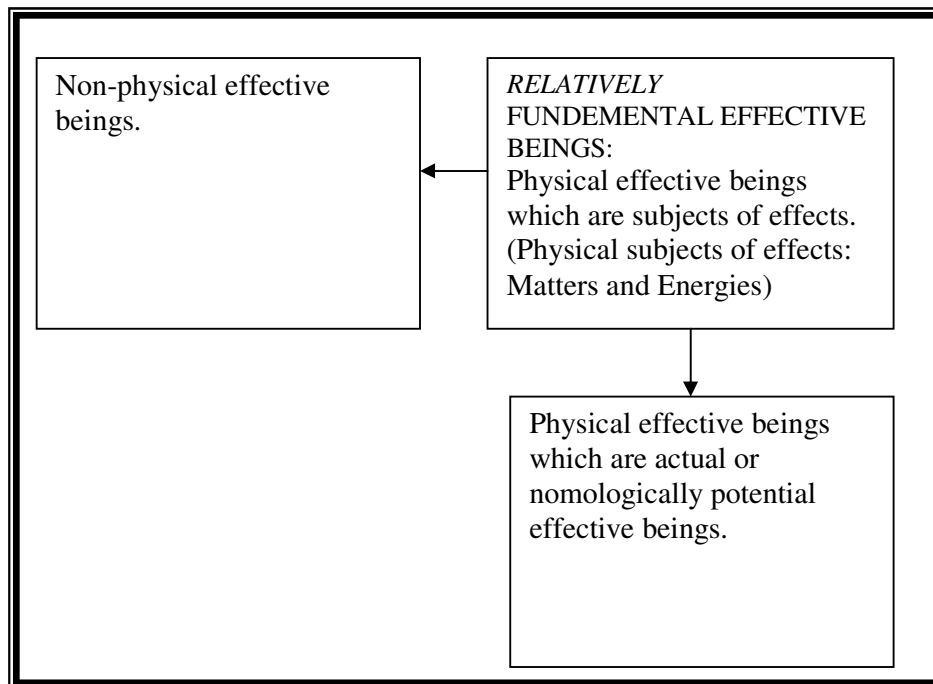 Non-physical effective
beings.
RELATIVELY
FUNDEMENTAL EFFECTIVE
BEINGS:
Physical effective beings
which are subjects of effects.
(Physical subjects of effects:
Matters and Energies)
Physical effective beings
which are actual or
nomologically potential
effective beings.